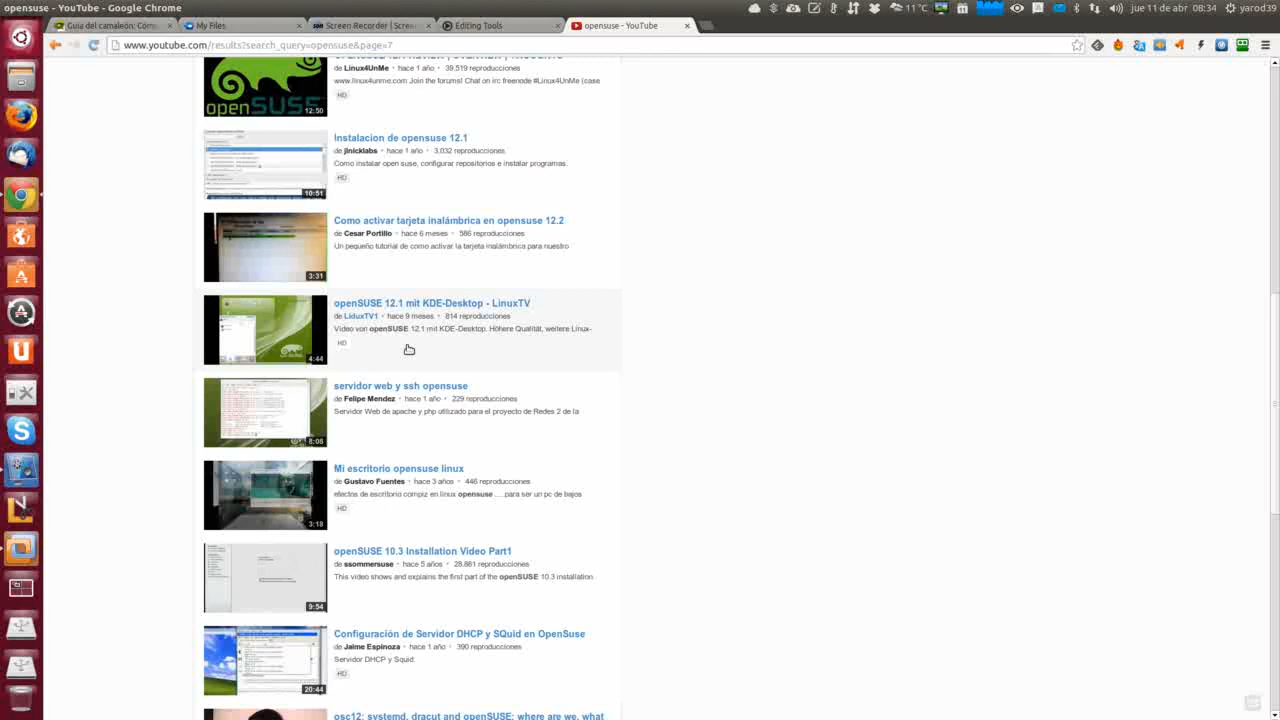 opensuse - YouTube - Google Chrome
jue 11 de abr, 08:34
yarod39
Guia del camaleón: Com
My Files
Screen Recorder | Scree
Editing Tools
opensuse - YouTube
www.youtube.com/results?search_query=opensuse&page=7
de Linux4UnMe · hace 1 año · 39.519 reproducciones
www.linux4unme.com Join the forums! Chat on irc freenode #Linux4UnMe (case
HD
openSUSE
12:50
Instalacion de opensuse 12.1
de jlnicklabs · hace 1 año · 3.032 reproducciones
Como instalar open suse, configurar repositorios e instalar programas.
HD
10:51
Como activar tarjeta inalámbrica en opensuse 12.2
de Cesar Portillo · hace 6 meses · 586 reproducciones
Un pequeño tutorial de como activar la tarjeta inalámbrica para nuestro
3:31
openSUSE 12.1 mit KDE-Desktop - LinuxTV
de LiduxTV1 · hace 9 meses · 814 reproducciones
Video von openSUSE 12.1 mit KDE-Desktop. Höhere Qualität, weitere Linux-
HD
4:44
servidor web y ssh opensuse
de Felipe Mendez · hace 1 año · 229 reproducciones
Servidor Web de apache y php utilizado para el proyecto de Redes 2 de la
8:08
Mi escritorio opensuse linux
de Gustavo Fuentes · hace 3 años · 446 reproducciones
efectos de escritorio compiz en linux opensuse .....para ser un pc de bajos
HD
3:18
openSUSE 10.3 Installation Video Part1
de ssommersuse · hace 5 años · 28.861 reproducciones
This video shows and explains the first part of the openSUSE 10.3 installation
9:54
Configuración de Servidor DHCP y SQuid en OpenSuse
de Jaime Espinoza · hace 1 año · 390 reproducciones
Servidor DHCP y Squid
HD
20:44
osc12: systemd, dracut and openSUSE: where are we, what